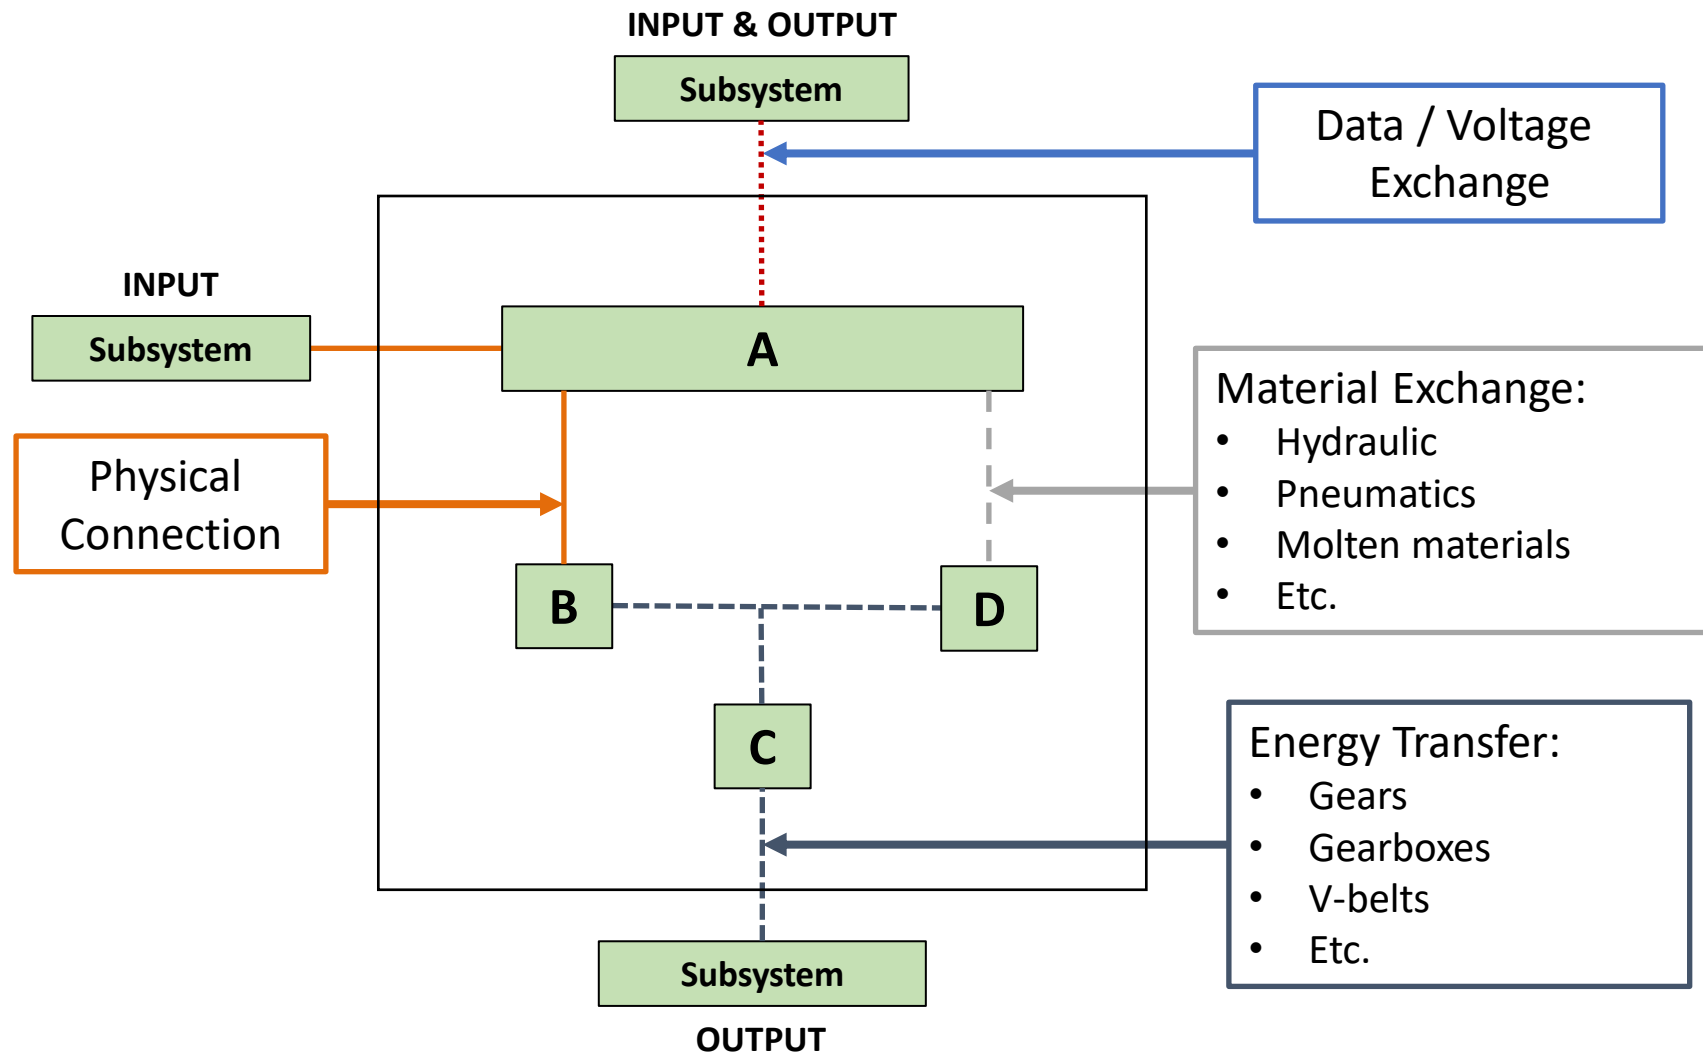 INPUT & OUTPUT
Subsystem
Data / Voltage
Exchange
INPUT
Subsystem
A
Physical
Connection
Material Exchange:
• Hydraulic
• Pneumatics
• Molten materials
• Etc.
B
D
C
Energy Transfer:
• Gears
• Gearboxes
• V-belts
• Etc.
Subsystem
OUTPUT